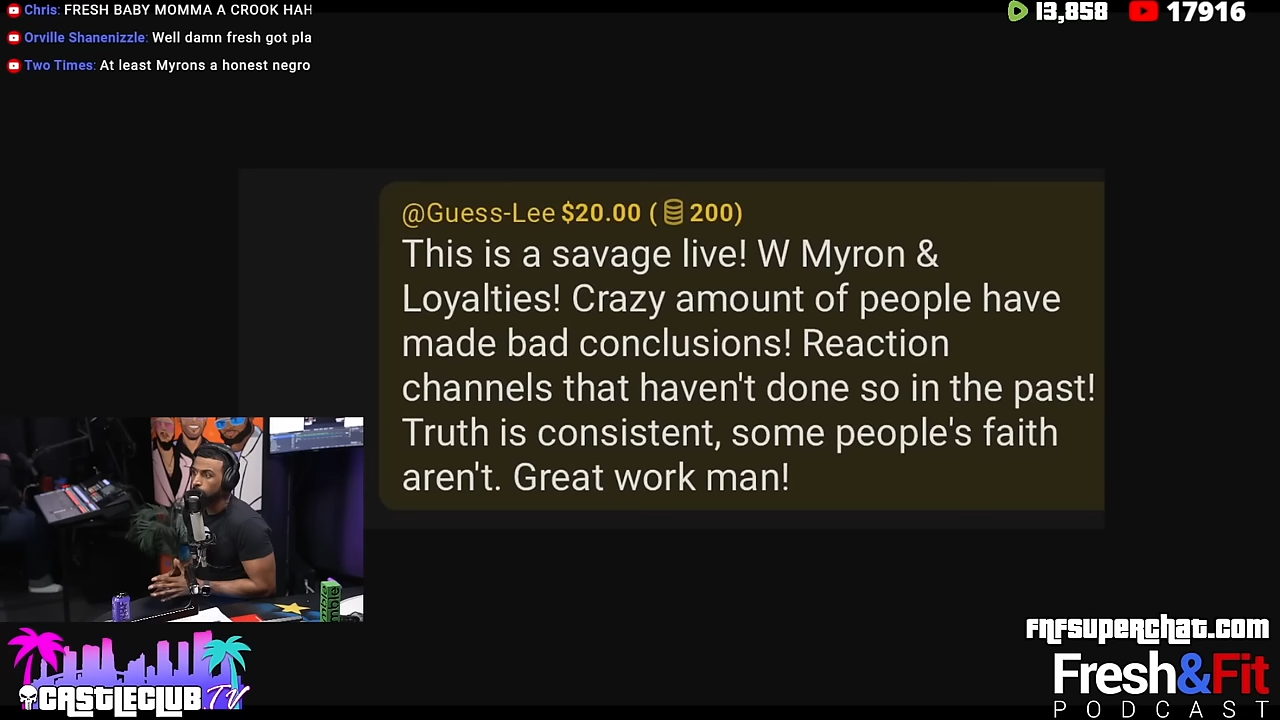 Chris: FRESH BABY MOMMA A CROOK HAH
Orville Shanenizzle: Well damn fresh got pla
Two Times: At least Myrons a honest negro
13,858 17916
@Guess-Lee $20.00 (200)
This is a savage live! W Myron &
Loyalties! Crazy amount of people have
made bad conclusions! Reaction
channels that haven't done so in the past!
Truth is consistent, some people's faith
aren't. Great work man!
CASTLECLUB.TV
FNFSUPERCHAT.COM
Fresh&Fit
PODCAST